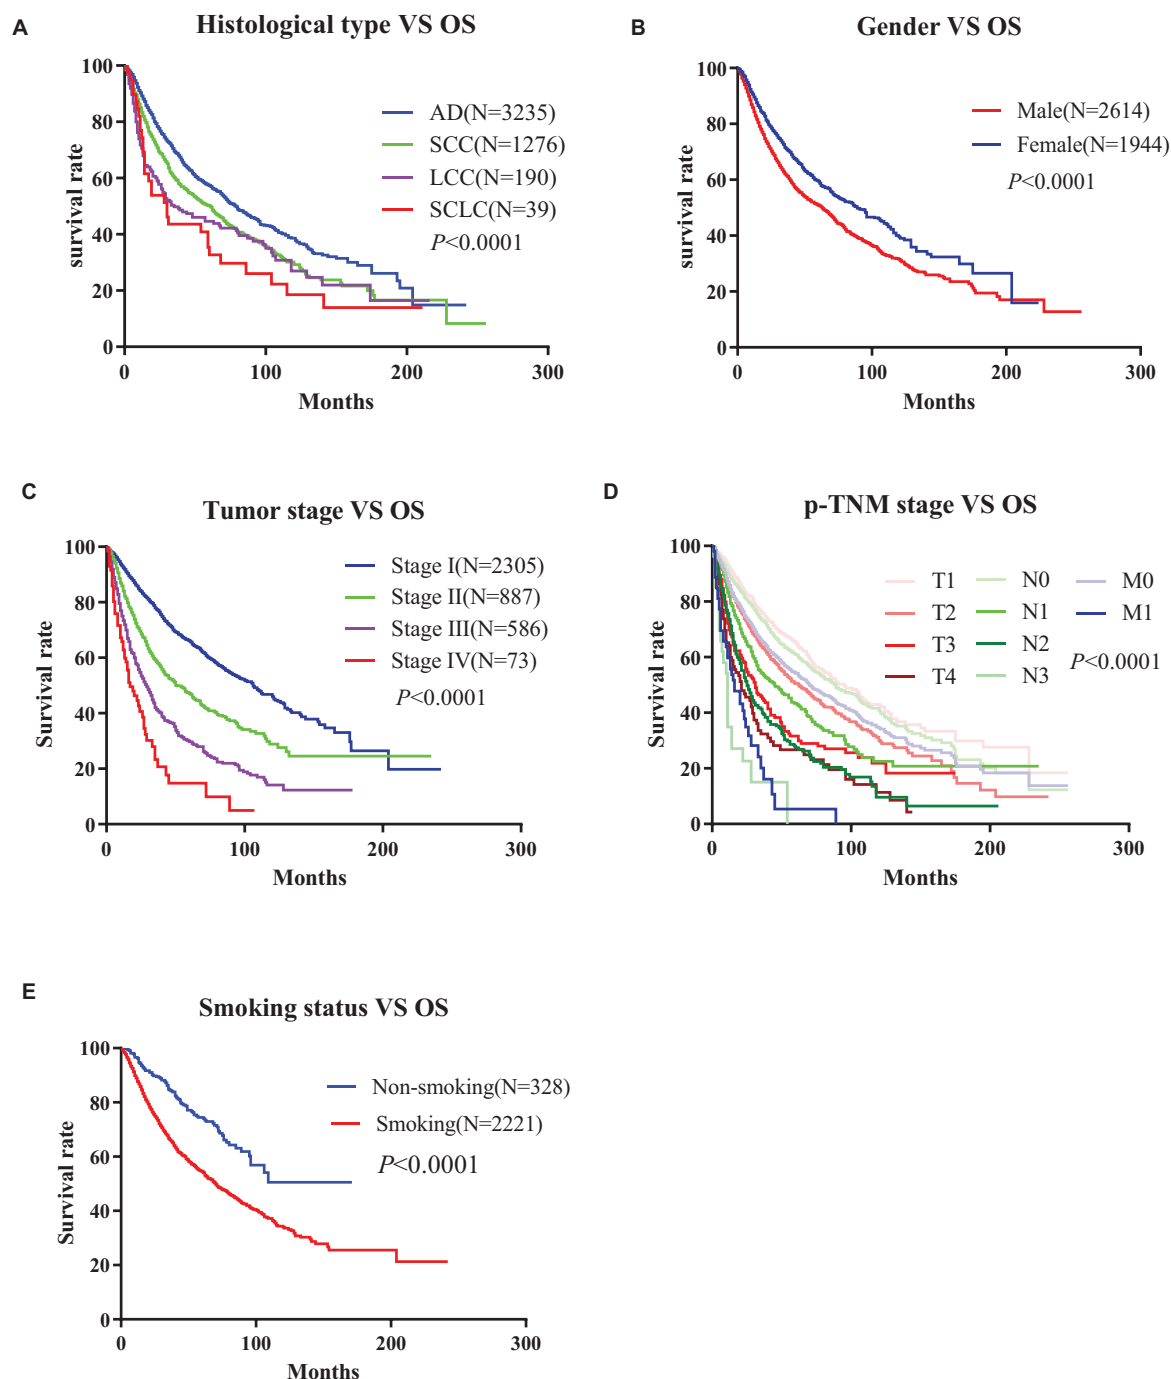 A
Histological type VS OS
survival rate
100
80
60
40
20
0
0
100
200
300
Months
AD(N=3235)
SCC(N=1276)
LCC(N=190)
SCLC(N=39)
P<0.0001
B
Gender VS OS
survival rate
100
80
60
40
20
0
0
100
200
300
Months
Male(N=2614)
Female(N=1944)
P<0.0001
C
Tumor stage VS OS
Survival rate
100
80
60
40
20
0
0
100
200
300
Months
Stage I(N=2305)
Stage II(N=887)
Stage III(N=586)
Stage IV(N=73)
P<0.0001
D
p-TNM stage VS OS
Survival rate
100
80
60
40
20
0
0
100
200
300
Months
T1
T2
T3
T4
N0
N1
N2
N3
M0
M1
P<0.0001
E
Smoking status VS OS
Survival rate
100
80
60
40
20
0
0
100
200
300
Months
Non-smoking(N=328)
Smoking(N=2221)
P<0.0001